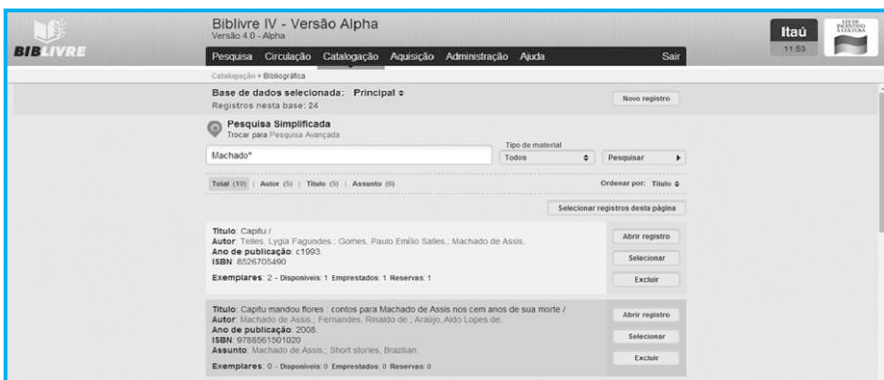 Biblivre IV - Versão Alpha
Versão 4.0 - Alpha
BIBLIVRE
Itaú
11:53
LEI DE
INCENTIVO
À CULTURA
Pesquisa Circulação Catalogação Aquisição Administração Ajuda Sair
Catalogação > Bibliográfica
Base de dados selecionada: Principal
Registros nesta base: 24
Novo registro
Pesquisa Simplificada
Trocar para Pesquisa Avançada
Tipo de material
Machado*
Todos
Pesquisar
Total (10) | Autor (5) | Título (5) | Assunto (6)
Ordenar por: Título
Selecionar registros desta página
Título: Capitu /
Autor: Telles, Lygia Fagundes.; Gomes, Paulo Emílio Salles,; Machado de Assis,
Ano de publicação: c1993.
ISBN: 8526705490
Exemplares: 2 - Disponíveis: 1 Emprestados: 1 Reservas: 1
Abrir registro
Selecionar
Excluir
Título: Capitu mandou flores : contos para Machado de Assis nos cem anos de sua morte /
Autor: Machado de Assis,; Fernandes, Rinaldo de.; Araújo, Aldo Lopes de
Ano de publicação: 2008.
ISBN: 9788561501020
Assunto: Machado de Assis,; Short stories, Brazilian.
Exemplares: 0 - Disponíveis: 0 Emprestados: 0 Reservas: 0
Abrir registro
Selecionar
Excluir